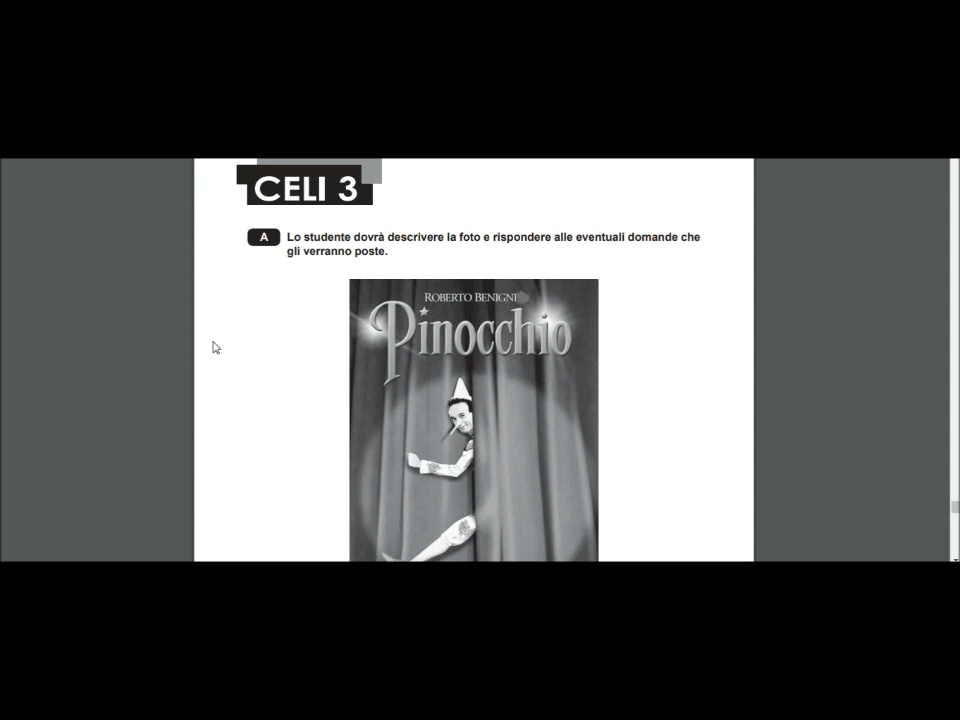 CELI 3
A Lo studente dovrà descrivere la foto e rispondere alle eventuali domande che
gli verranno poste.
ROBERTO BENIGNI
Pinocchio